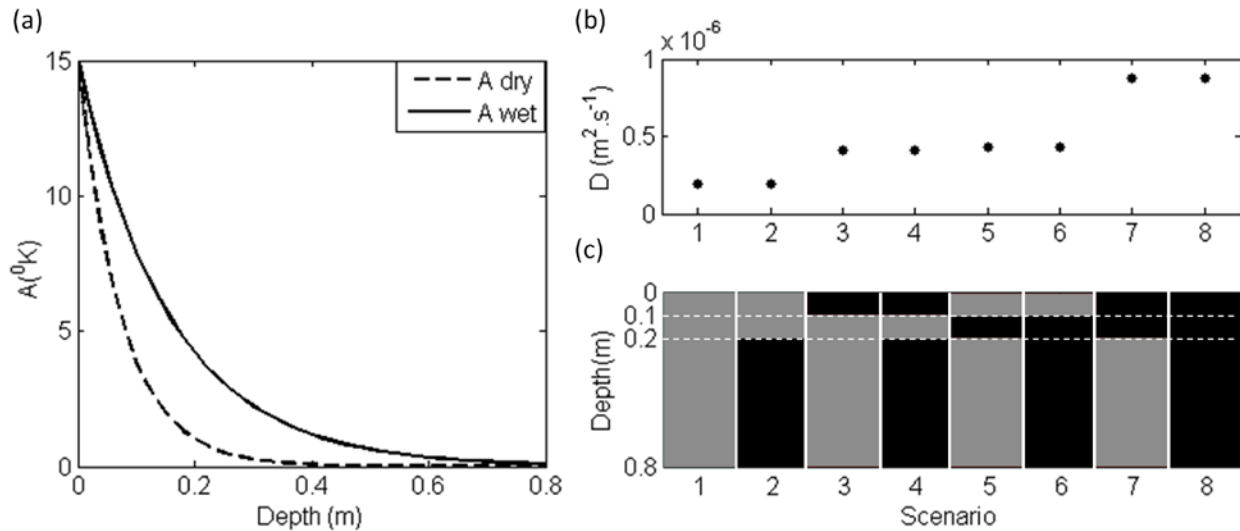 (a)
15
10
5
0
A(⁰K)
A dry
A wet
0 0.2 0.4 0.6 0.8
Depth (m)
(b)
x 10⁻⁶
1
0.5
0
D (m².s⁻¹)
1 2 3 4 5 6 7 8
(c)
0
0.1
0.2
0.8
Depth(m)
1 2 3 4 5 6 7 8
Scenario